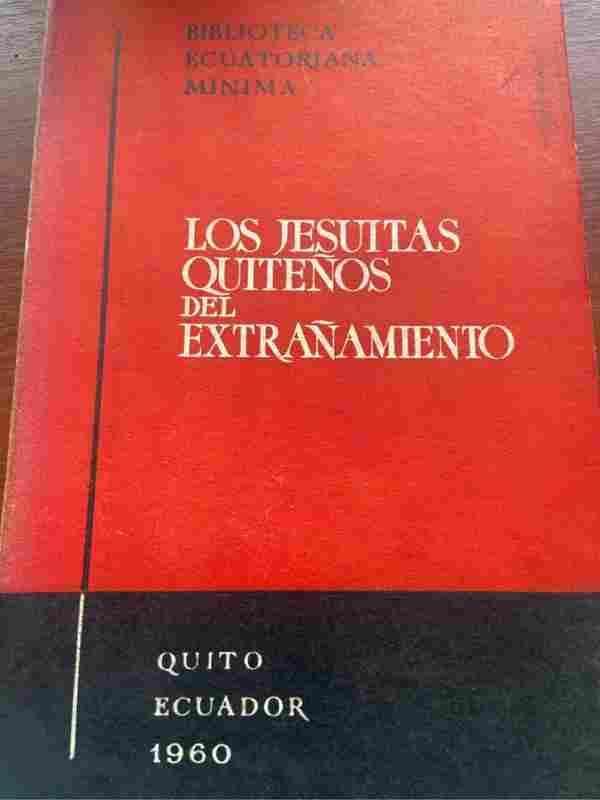 BIBLIOTECA
ECUATORIANA
MINIMA
LOS JESUITAS
QUITEÑOS
DEL
EXTRAÑAMIENTO
QUITO
ECUADOR
1960